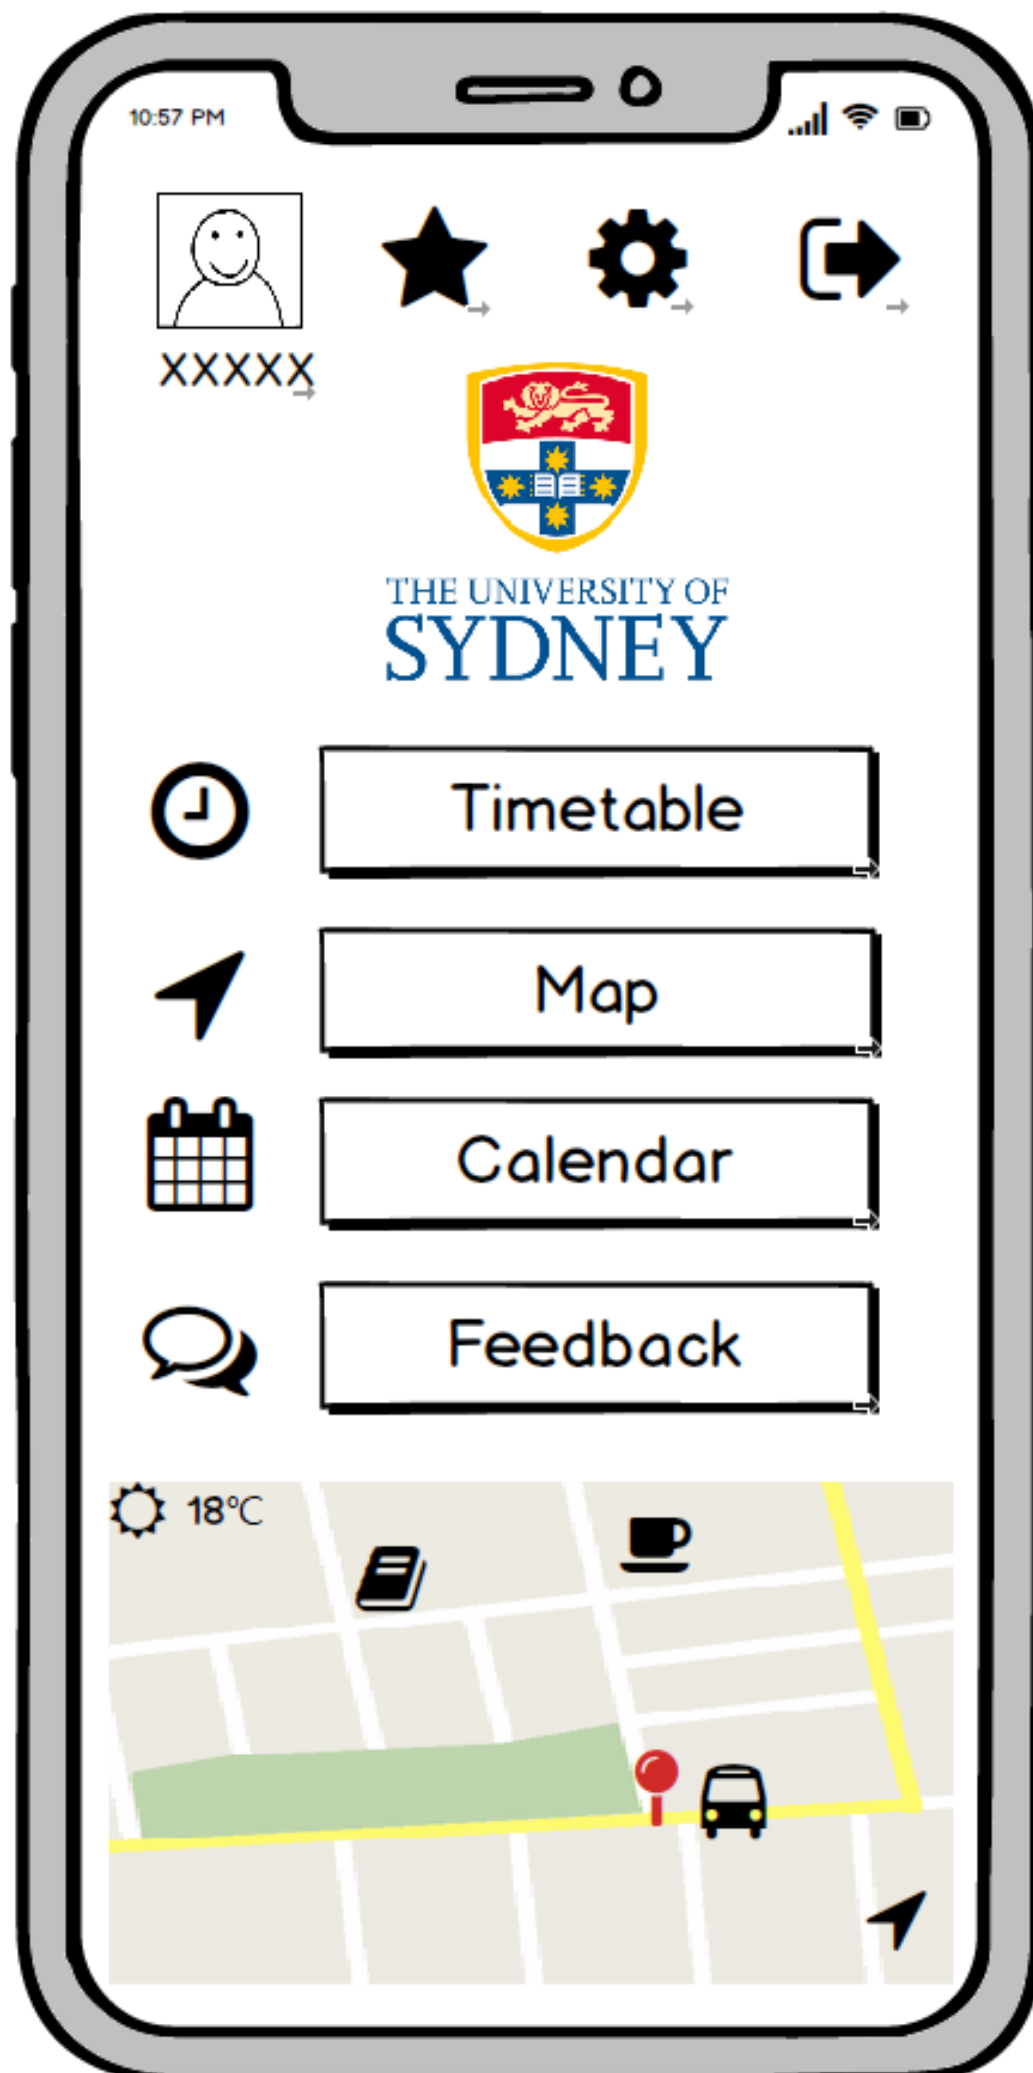 10:57 PM
XXXXX
THE UNIVERSITY OF
SYDNEY
Timetable
Map
Calendar
Feedback
18°C